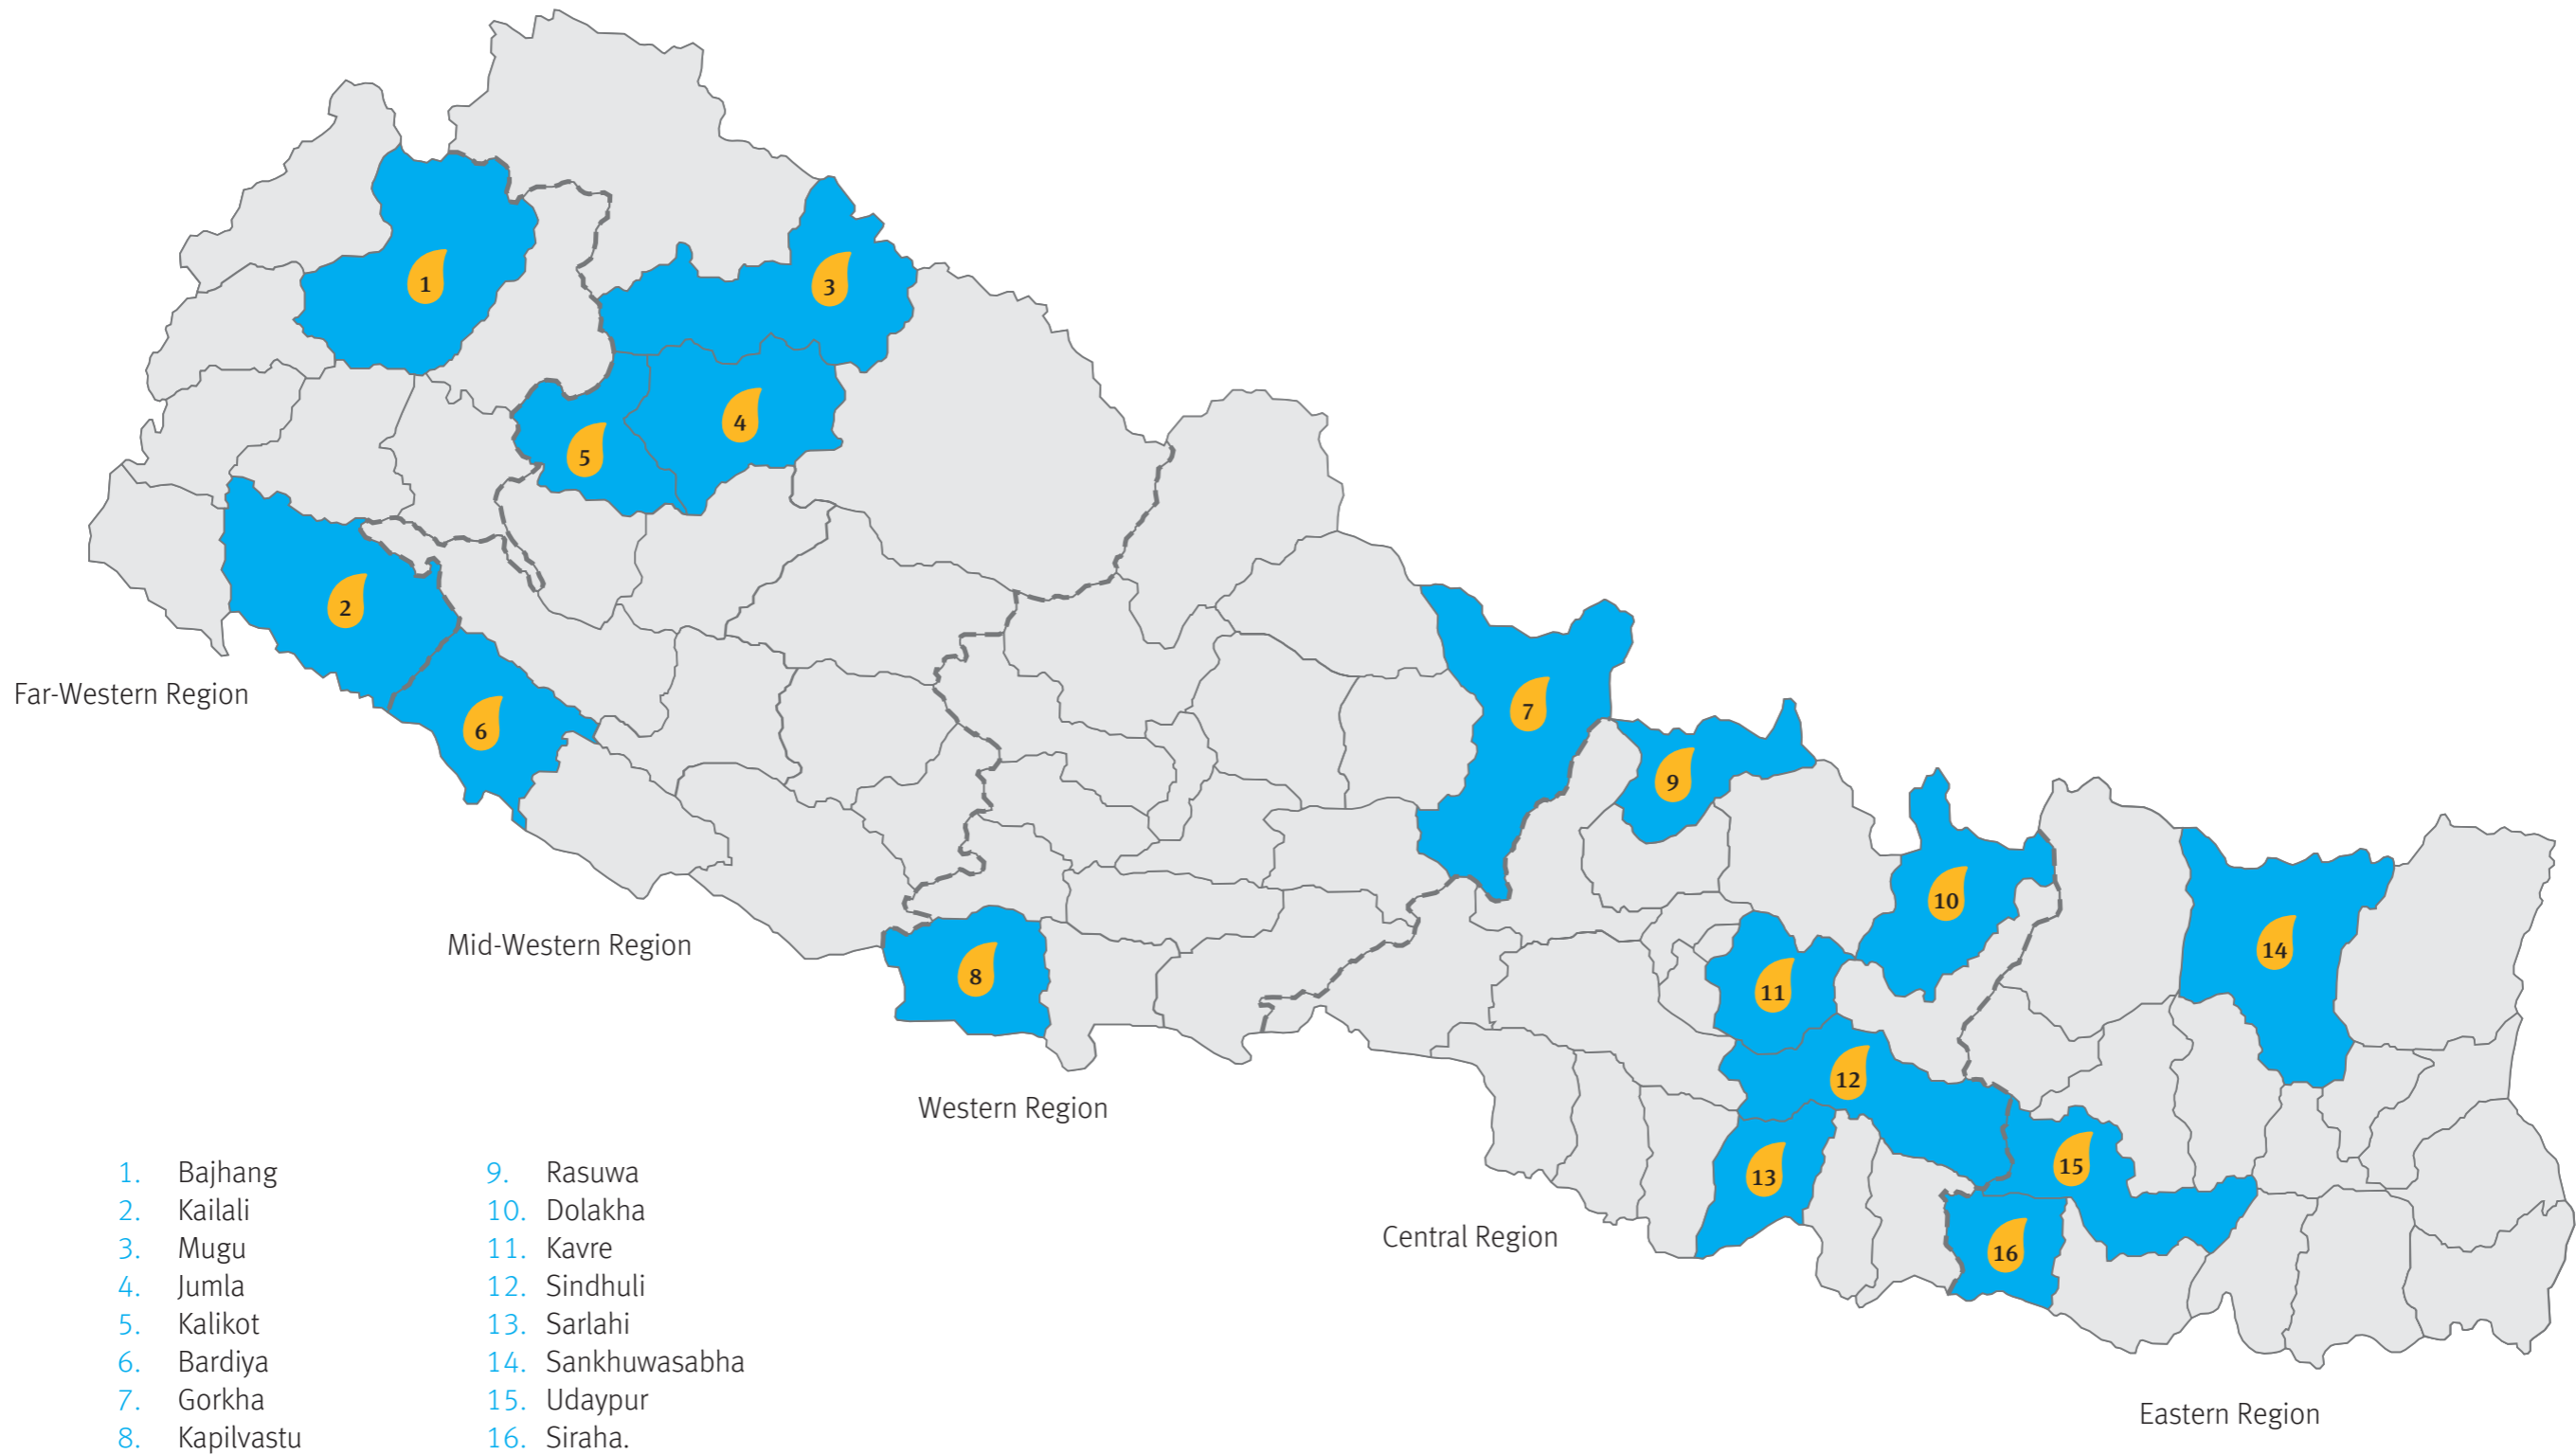 1
3
4
5
2
Far-Western Region
6
7
9
10
Mid-Western Region
8
11
14
12
Western Region
15
13
Central Region
16
Eastern Region
1. Bajhang
2. Kailali
3. Mugu
4. Jumla
5. Kalikot
6. Bardiya
7. Gorkha
8. Kapilvastu
9. Rasuwa
10. Dolakha
11. Kavre
12. Sindhuli
13. Sarlahi
14. Sankhuwasabha
15. Udaypur
16. Siraha.